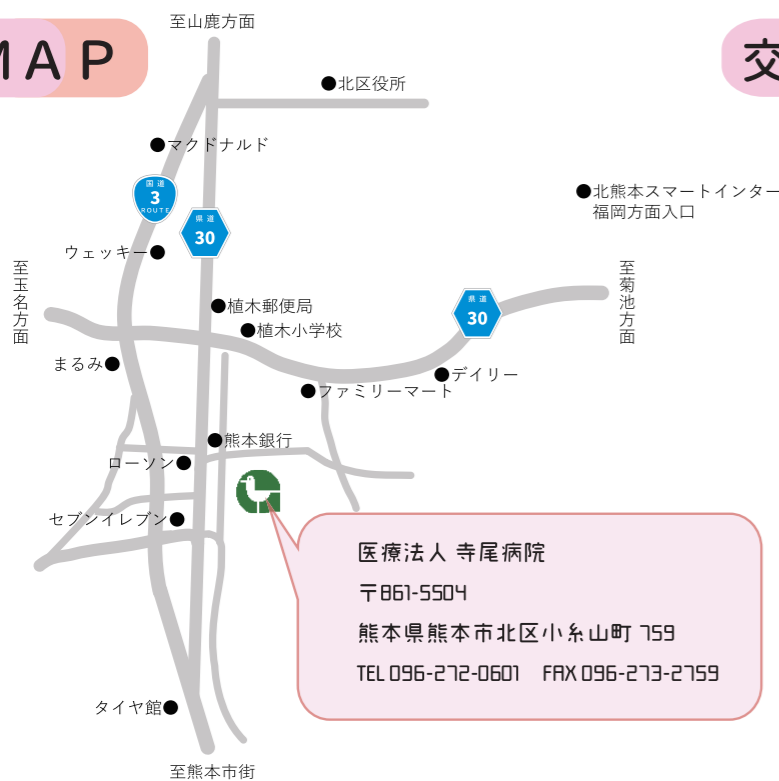 至山鹿方面
MAP
交
北区役所
マクドナルド
国道
3
ROUTE
県道
30
北熊本スマートインター
福岡方面入口
ウェッキー
至玉名方面
至菊池方面
植木郵便局
県道
30
植木小学校
まるみ
デイリー
ファミリーマート
熊本銀行
ローソン
セブンイレブン
医療法人 寺尾病院
〒861-5504
熊本県熊本市北区小糸山町 759
TEL 096-272-0601 FAX 096-273-2759
タイヤ館
至熊本市街